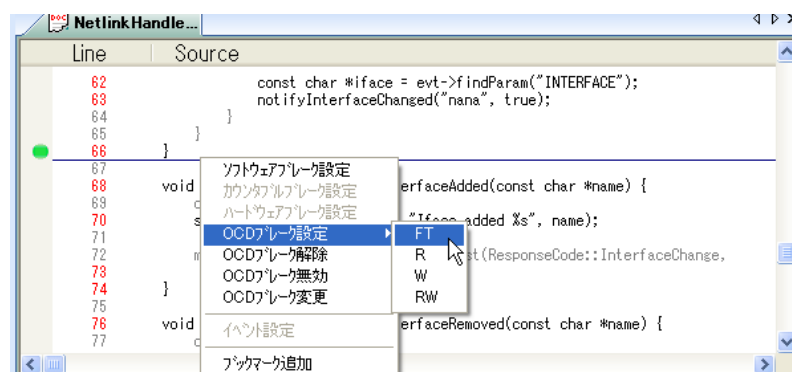 NetlinkHandle...
Line Source
62 const char *iface = evt->findParam("INTERFACE");
63 notifyInterfaceChanged("nana", true);
64 }
65 }
66 }
67
68 void erfaceAdded(const char *name) {
69
70 s "Iface added %s", name);
71
72 m st(ResponseCode::InterfaceChange,
73
74 }
75
76 void erfaceRemoved(const char *name) {
77
ソフトウェアブレーク設定
カウンタブルブレーク設定
ハードウェアブレーク設定
OCDブレーク設定
OCDブレーク解除
OCDブレーク無効
OCDブレーク変更
イベント設定
ブックマーク追加
FT
R
W
RW